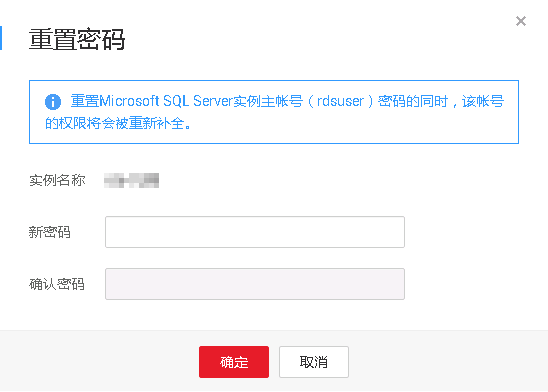 重置密码
重置Microsoft SQL Server实例主帐号（rdsuser）密码的同时，该帐号
的权限将会被重新补全。
实例名称
新密码
确认密码
确定 取消